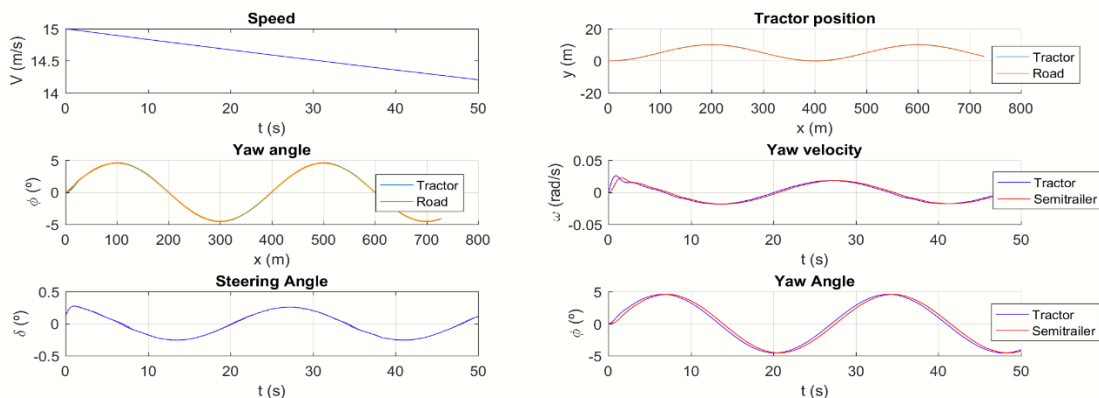 Speed
15
14.5
14
V (m/s)
0 10 20 30 40 50
t (s)
Tractor position
20
0
-20
y (m)
Tractor
Road
0 100 200 300 400 500 600 700 800
x (m)
Yaw angle
5
0
-5
ϕ (º)
Tractor
Road
0 100 200 300 400 500 600 700 800
x (m)
Yaw velocity
0.05
0
-0.05
ω (rad/s)
Tractor
Semitrailer
0 10 20 30 40 50
t (s)
Steering Angle
0.5
0
-0.5
δ (º)
0 10 20 30 40 50
t (s)
Yaw Angle
5
0
-5
ϕ (º)
Tractor
Semitrailer
0 10 20 30 40 50
t (s)